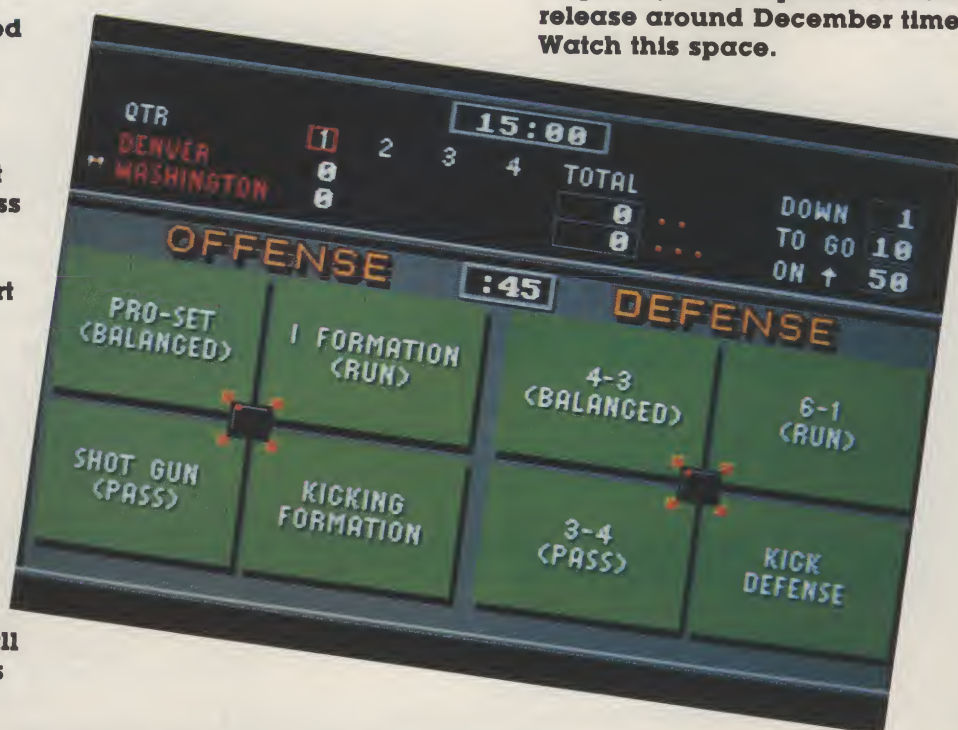 release around December time
Watch this space.
QTR 1 2 3 4 15:00 TOTAL
DENVER 0 0 .. DOWN 1
WASHINGTON 0 0 ... TO GO 10
ON ↑ 50
OFFENSE :45 DEFENSE
PRO-SET
(BALANCED)
I FORMATION
(RUN)
SHOT GUN
(PASS)
KICKING
FORMATION
4-3
(BALANCED)
6-1
(RUN)
3-4
(PASS)
KICK
DEFENSE